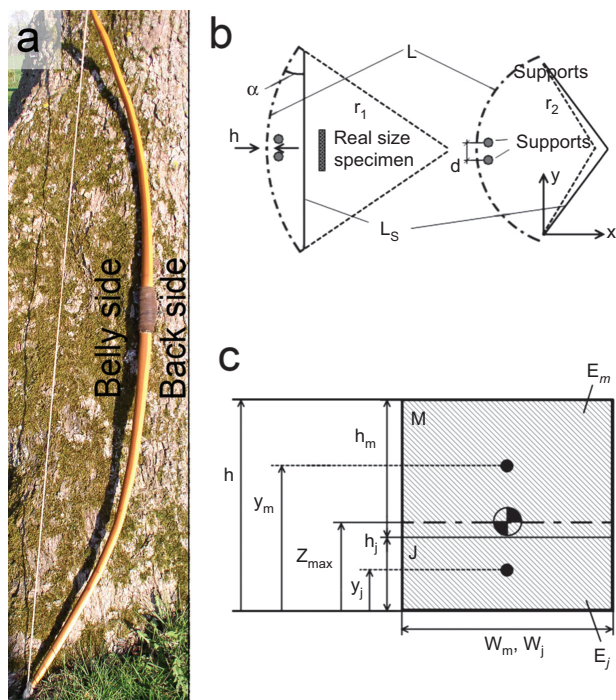 a
Belly side
Back side
b
L
α
r1
h
Real size
specimen
LS
Supports
r2
Supports
d
y
x
c
Em
M
hm
h
ym
hj
J
Zmax
yj
Wm, Wj
Ej